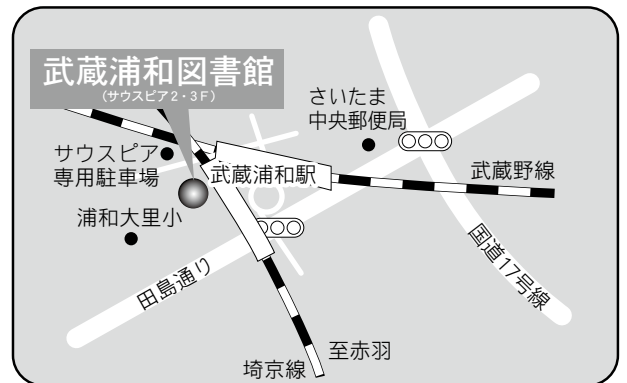 武蔵浦和図書館
(サウスピア2・3F)
さいたま
中央郵便局
サウスピア
専用駐車場
武蔵浦和駅
武蔵野線
浦和大里小
田島通り
国道17号線
至赤羽
埼京線